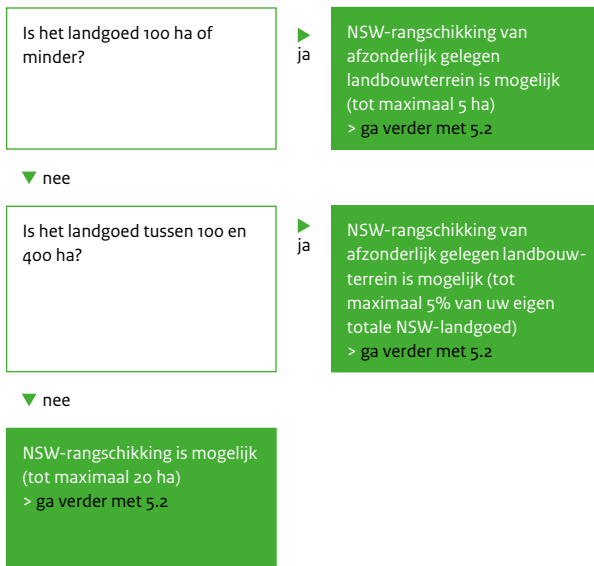 Is het landgoed 100 ha of
minder?
ja
NSW-rangschikking van
afzonderlijk gelegen
landbouwterrein is mogelijk
(tot maximaal 5 ha)
> ga verder met 5.2
nee
Is het landgoed tussen 100 en
400 ha?
ja
NSW-rangschikking van
afzonderlijk gelegen landbouw-
terrein is mogelijk (tot
maximaal 5% van uw eigen
totale NSW-landgoed)
> ga verder met 5.2
nee
NSW-rangschikking is mogelijk
(tot maximaal 20 ha)
> ga verder met 5.2